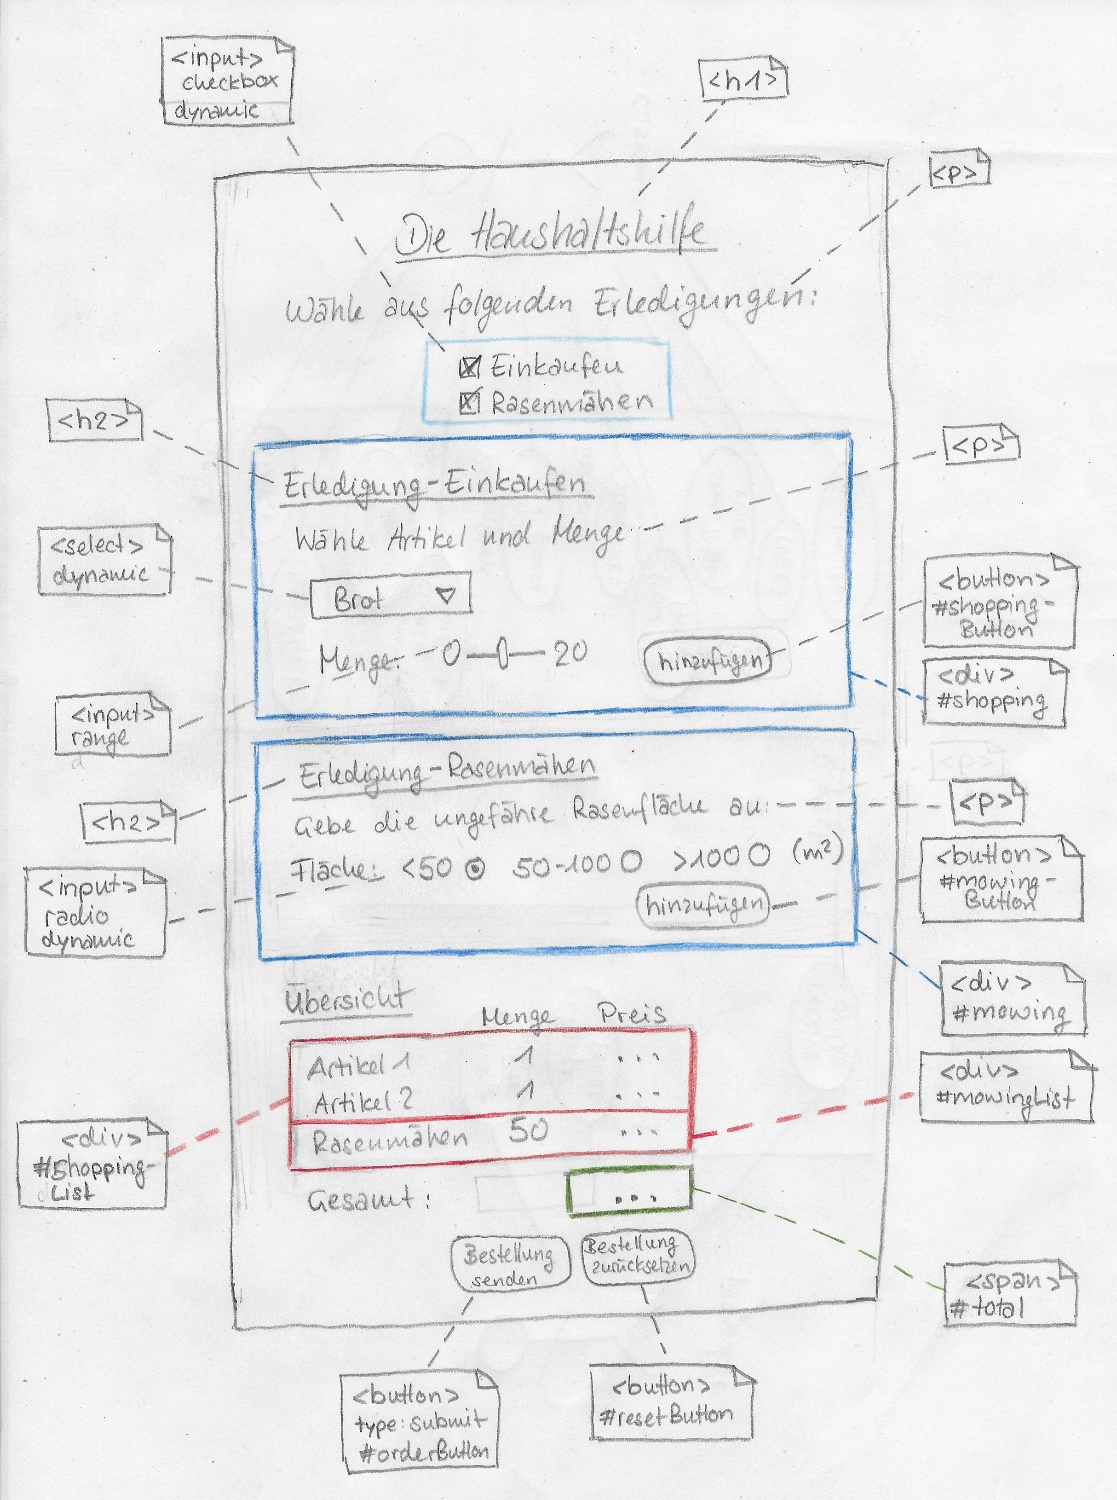 <input>
checkbox
dynamic
<h1>
<p>
Die Haushaltshilfe
Wähle aus folgenden Erledigungen:
Einkaufen
Rasenmähen
<h2>
<p>
Erledigung-Einkaufen
Wähle Artikel und Menge
<select>
dynamic
Brot
<button>
#shopping-
Button
Menge: 0 20
hinzufügen
<div>
#shopping
<input>
range
Erledigung-Rasenmähen
<h2>
Gebe die ungefähre Rasenfläche an:
<p>
Fläche: <50 50-100 >100 (m²)
<button>
#mowing-
Button
<input>
radio
dynamic
hinzufügen
<div>
#mowing
Übersicht
Menge Preis
Artikel 1 1 ...
Artikel 2 1 ...
Rasenmähen 50 ...
<div>
#mowingList
<div>
#Shopping-
List
Gesamt: ...
Bestellung
senden
Bestellung
zurücksetzen
<span>
#total
<button>
type:submit
#orderButton
<button>
#resetButton